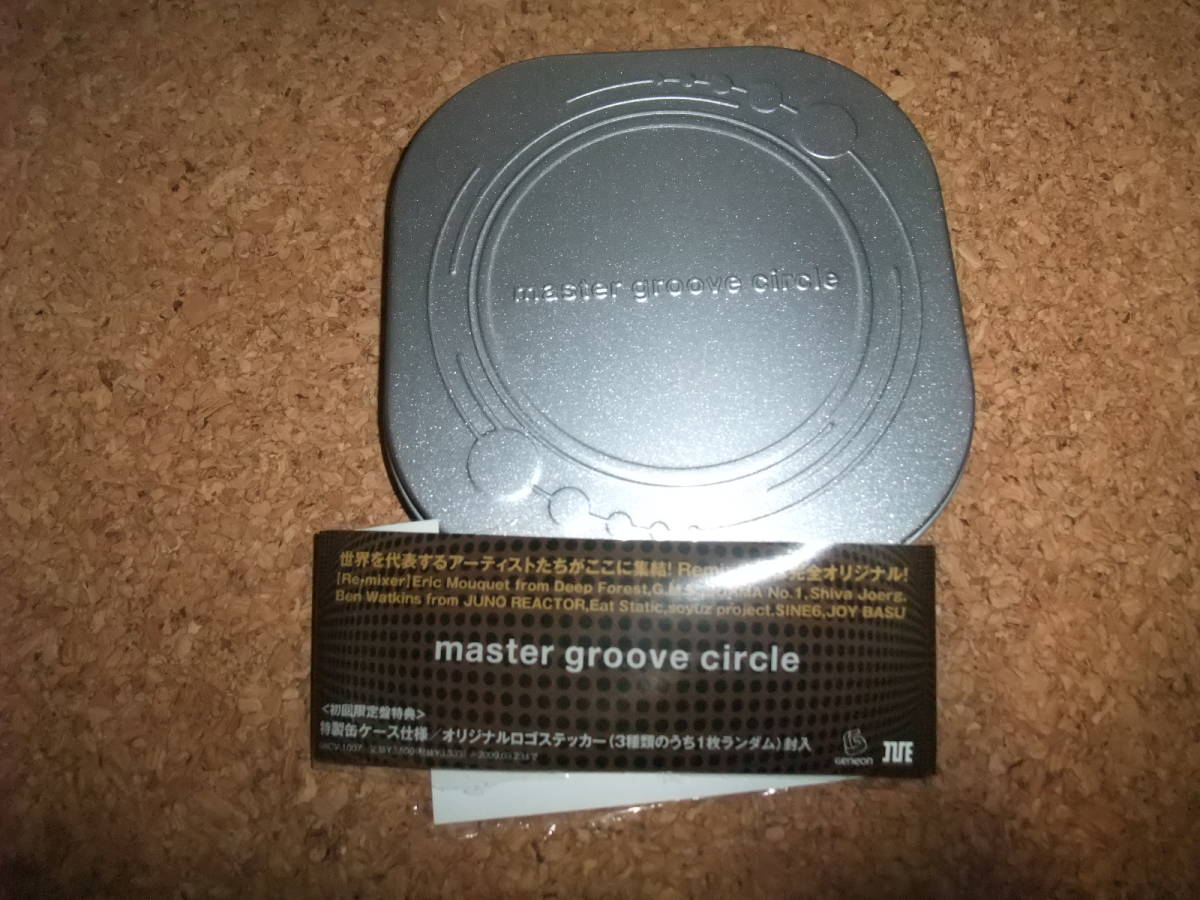 master groove circle
世界を代表するアーティストたちがここに集結! 完全オリジナル!
【Re-mixer】Eric Mouquet from Deep Forest, No.1,Shiva Joerg,
Ben Watkins from JUNO REACTOR,Eat Static,soyuz project.SINE6,JOY BASU
master groove circle
<初回限定盤特典>
特製缶ケース仕様/オリジナルロゴステッカー(3種類のうち1枚ランダム)封入
GENEON